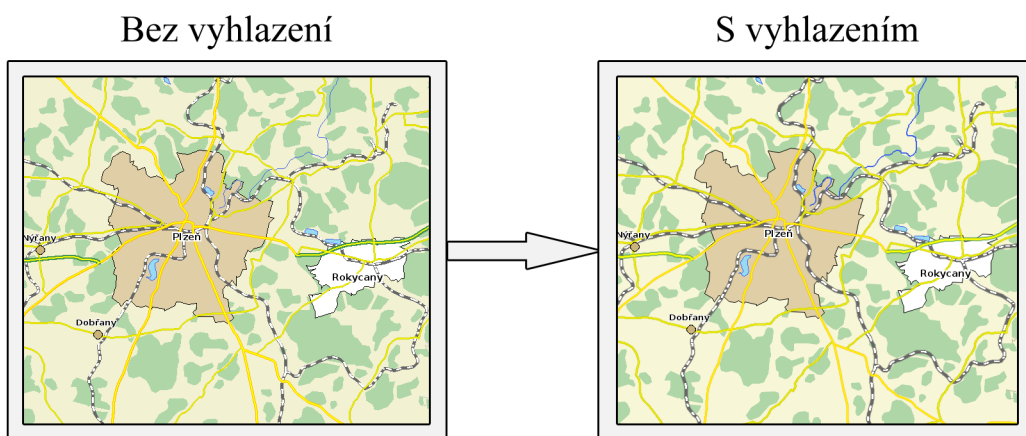 Bez vyhlazení
S vyhlazením
Plzeň
Nýřany
Rokycany
Dobřany
Plzeň
Nýřany
Rokycany
Dobřany